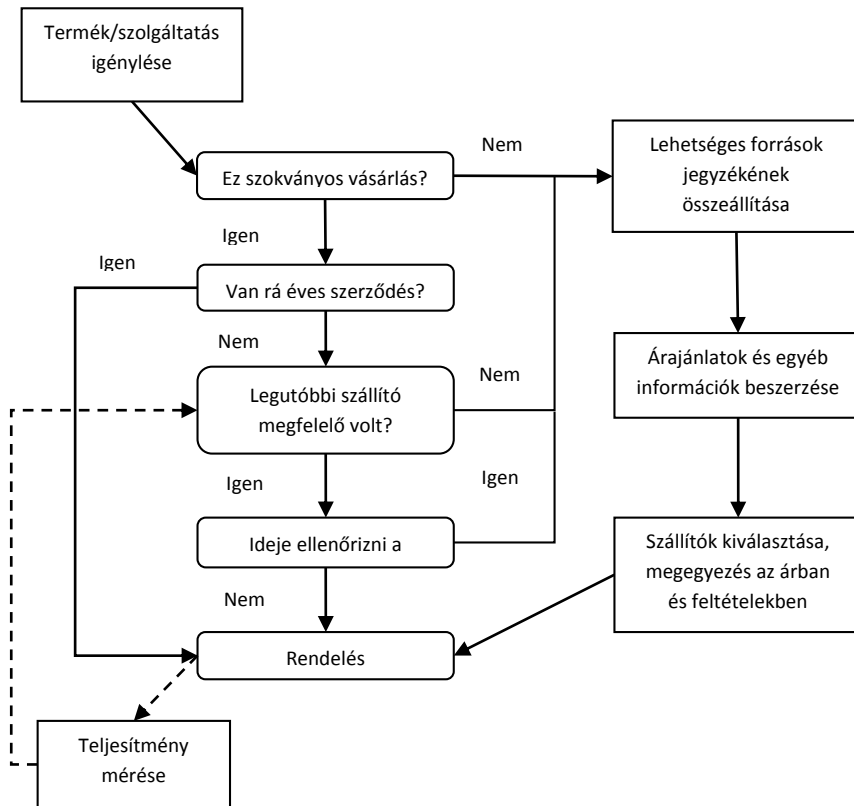 Termék/szolgáltatás
igénylése
Nem
Lehetséges források
jegyzékének
összeállítása
Ez szokványos vásárlás?
Igen
Igen
Van rá éves szerződés?
Nem
Árajánlatok és egyéb
információk beszerzése
Nem
Legutóbbi szállító
megfelelő volt?
Igen
Igen
Szállítók kiválasztása,
megegyezés az árban
és feltételekben
Ideje ellenőrizni a
Nem
Rendelés
Teljesítmény
mérése